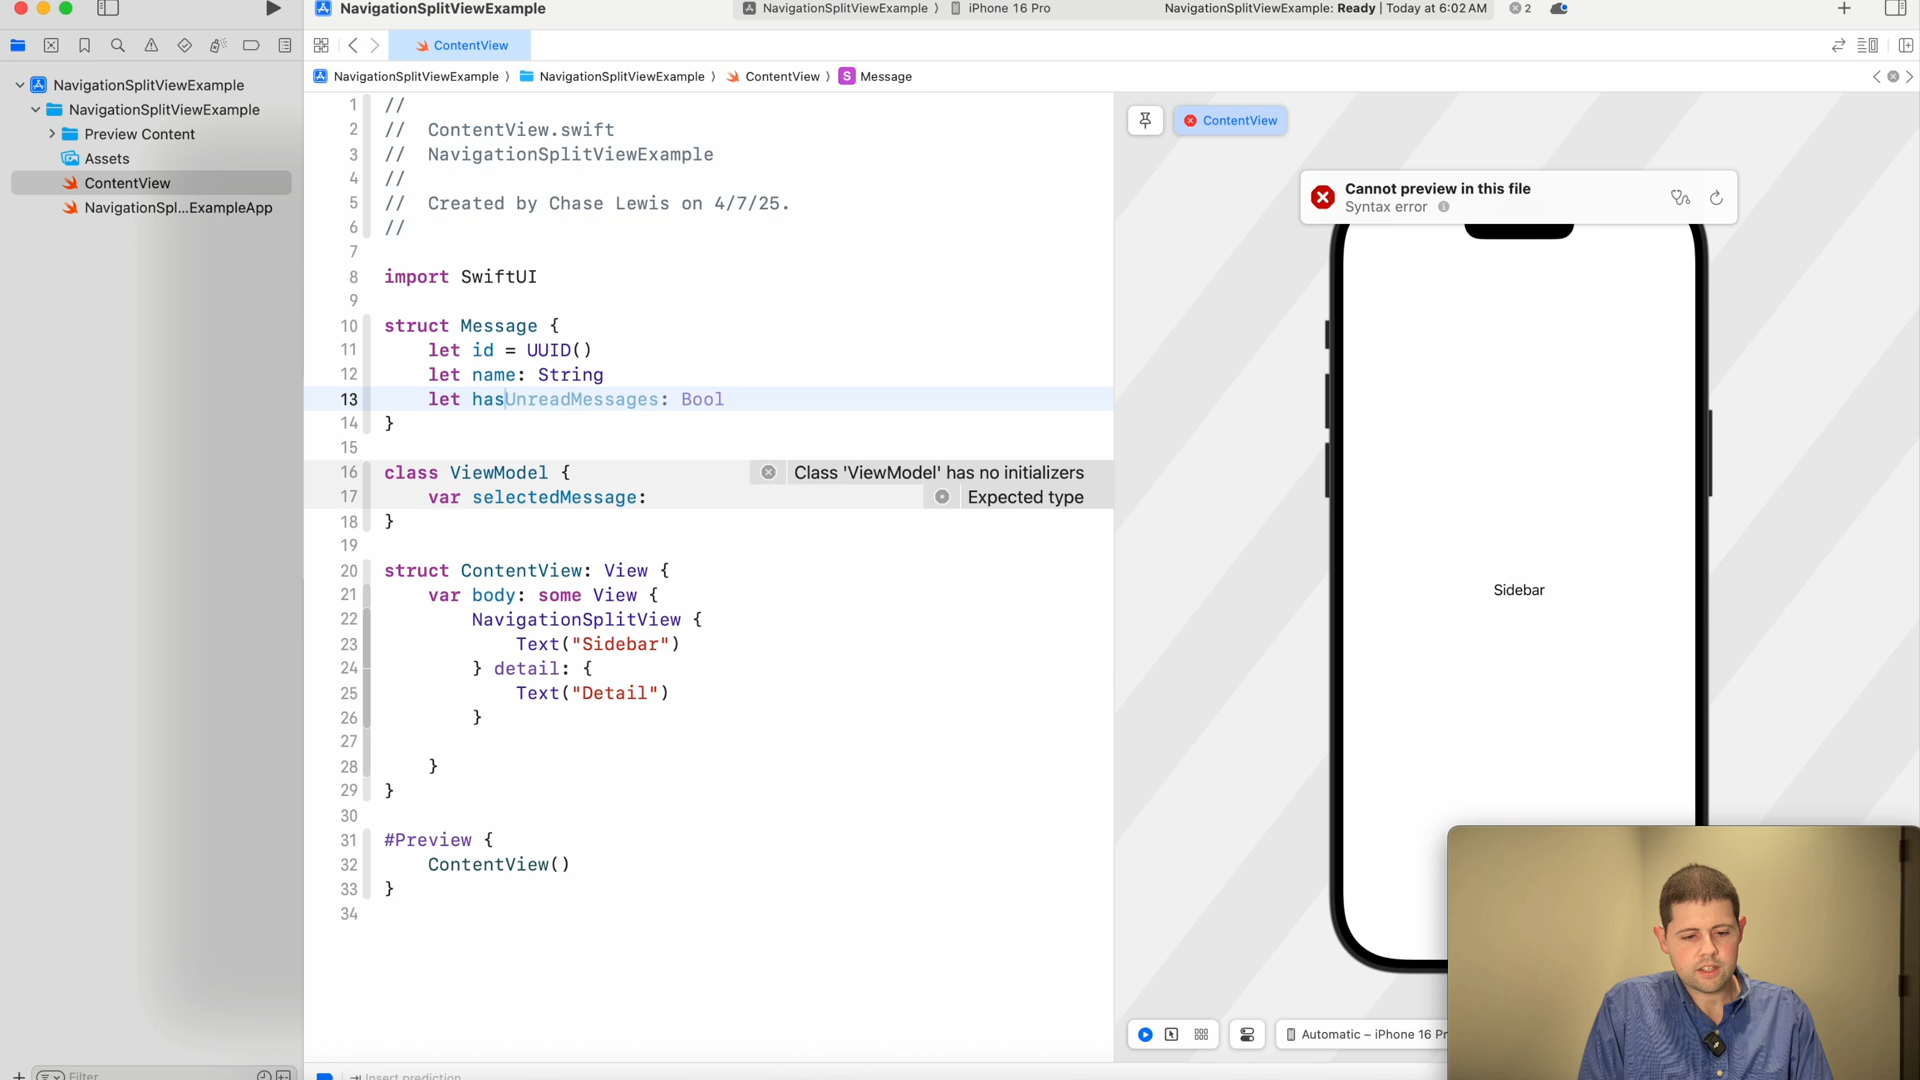 NavigationSplitViewExample
NavigationSplitViewExample 〉 iPhone 16 Pro
NavigationSplitViewExample: Ready | Today at 6:02 AM
2
ContentView
NavigationSplitViewExample 〉 NavigationSplitViewExample 〉 ContentView 〉 S Message
NavigationSplitViewExample
NavigationSplitViewExample
Preview Content
Assets
ContentView
NavigationSpl...ExampleApp
1 //
2 //  ContentView.swift
3 //  NavigationSplitViewExample
4 //
5 //  Created by Chase Lewis on 4/7/25.
6 //
7
8 import SwiftUI
9
10 struct Message {
11     let id = UUID()
12     let name: String
13     let hasUnreadMessages: Bool
14 }
15
16 class ViewModel {
Class 'ViewModel' has no initializers
17     var selectedMessage:
Expected type
18 }
19
20 struct ContentView: View {
21     var body: some View {
22         NavigationSplitView {
23             Text("Sidebar")
24         } detail: {
25             Text("Detail")
26         }
27
28     }
29 }
30
31 #Preview {
32     ContentView()
33 }
34
ContentView
Cannot preview in this file
Syntax error
Sidebar
Automatic – iPhone 16 Pr
Filter
Insert prediction